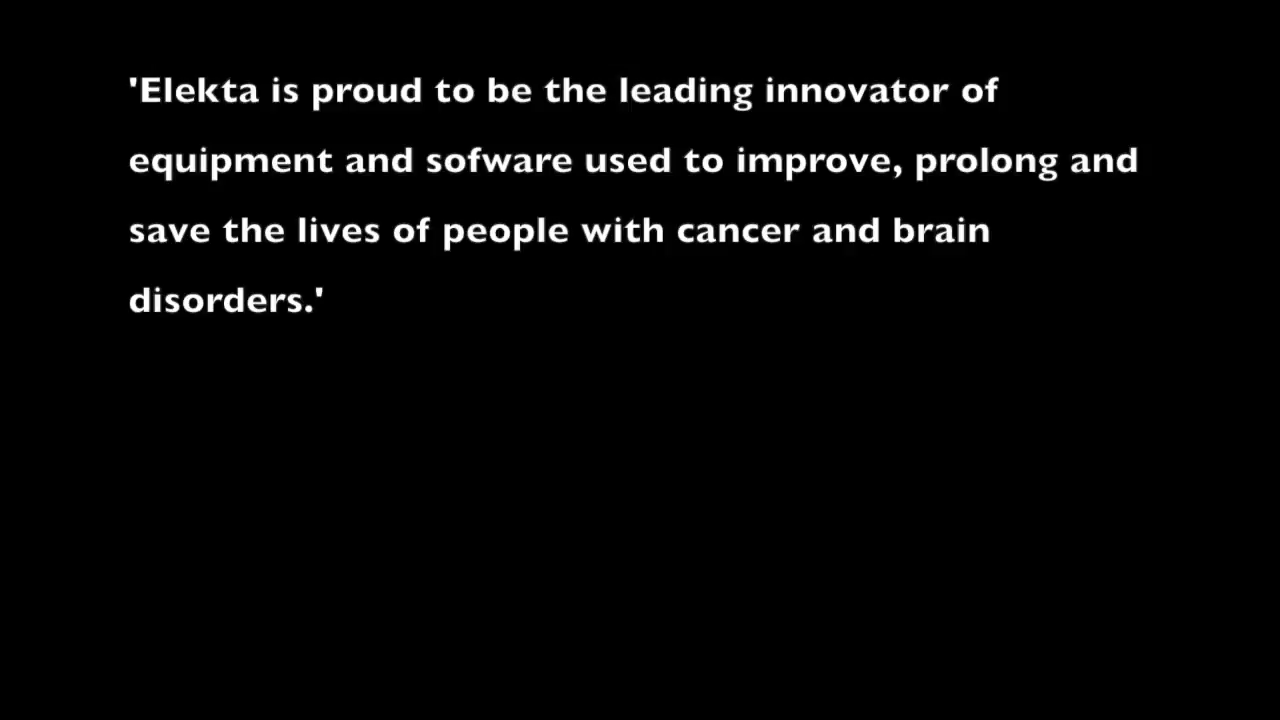 'Elekta is proud to be the leading innovator of
equipment and sofware used to improve, prolong and
save the lives of people with cancer and brain
disorders.'